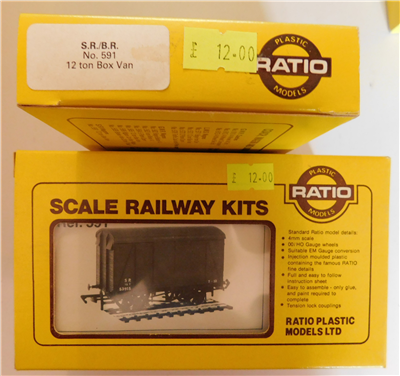 S.R./B.R.
No. 591
12 ton Box Van
£ 12-00
PLASTIC
RATIO
MODELS
£ 12-00
SCALE RAILWAY KITS
Ref. 591
PLASTIC
RATIO
MODELS
Standard Ratio model details
4mm scale
00/HO Gauge wheels
Suitable EM Gauge conversion
Injection moulded plastic
containing the famous RATIO
fine details
Full and easy to follow
instruction sheet
Easy to assemble - only glue,
and paint required to
complete
Tension lock couplings
RATIO PLASTIC
MODELS LTD